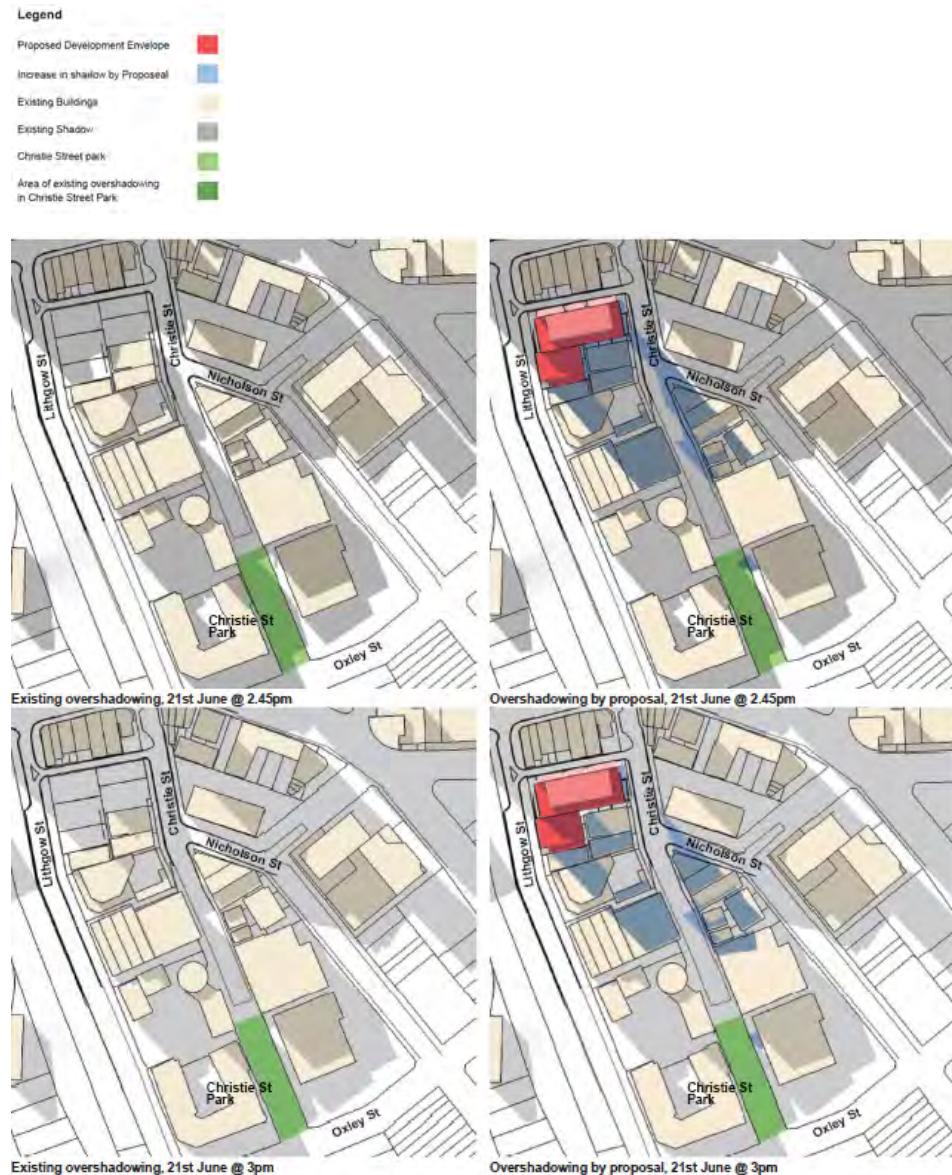 Legend
Proposed Development Envelope
Increase in shadow by Proposeal
Existing Buildings
Existing Shadow
Christie Street park
Area of existing overshadowing
in Christie Street Park
Lithgow St
Christie St
Nicholson St
Christie St
Park
Oxley St
Existing overshadowing, 21st June @ 2.45pm
Lithgow St
Christie St
Nicholson St
Christie St
Park
Oxley St
Overshadowing by proposal, 21st June @ 2.45pm
Lithgow St
Christie St
Nicholson St
Christie St
Park
Oxley St
Existing overshadowing, 21st June @ 3pm
Lithgow St
Christie St
Nicholson St
Christie St
Park
Oxley St
Overshadowing by proposal, 21st June @ 3pm